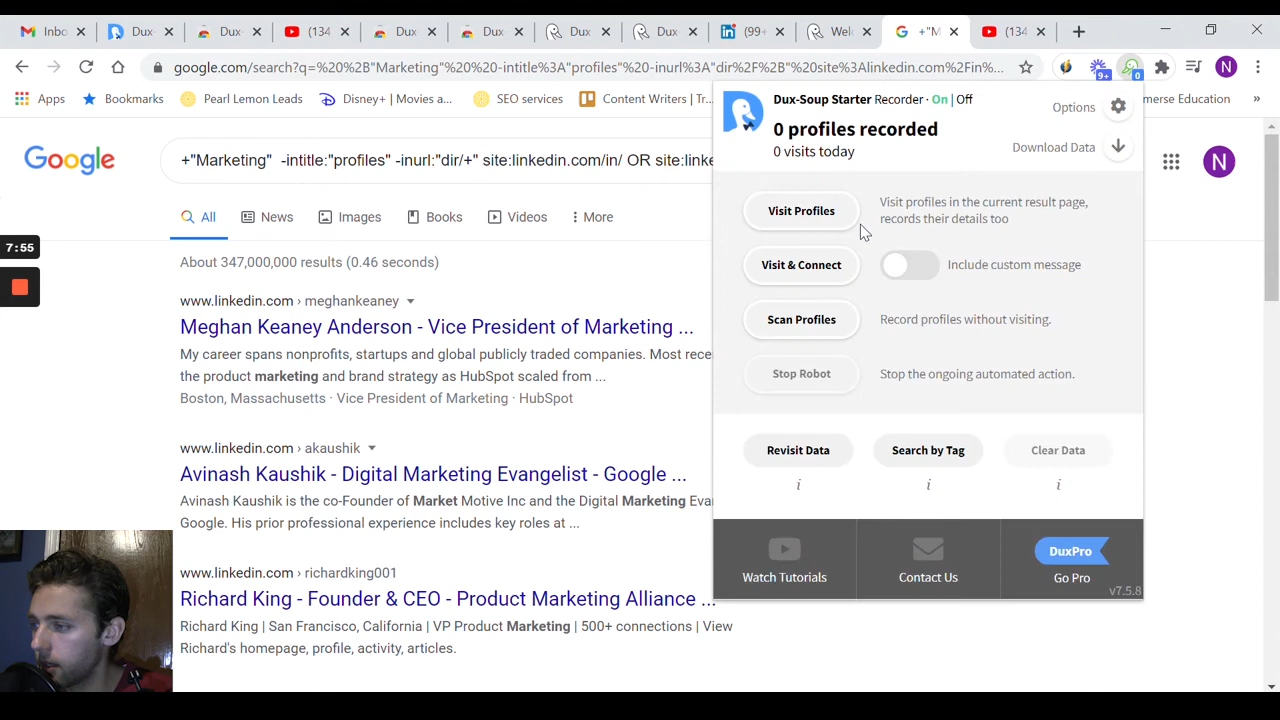 Inbo
Dux-
Dux-
(134
Dux
Dux
Dux
Dux
(99+
Wel
+"M
(134
google.com/search?q=%20%2B"Marketing"%20%20-intitle%3A"profiles"%20-inurl%3A"dir%2F%2B"%20site%3Alinkedin.com%2Fin%...
9+
0
N
Apps
Bookmarks
Pearl Lemon Leads
Disney+ | Movies a...
SEO services
Content Writers | Tr...
merse Education
»
Google
+"Marketing" -intitle:"profiles" -inurl:"dir/+" site:linkedin.com/in/ OR site:linke
N
All
News
Images
Books
Videos
More
About 347,000,000 results (0.46 seconds)
www.linkedin.com › meghankeaney
Meghan Keaney Anderson - Vice President of Marketing ...
My career spans nonprofits, startups and global publicly traded companies. Most rece
the product marketing and brand strategy as HubSpot scaled from ...
Boston, Massachusetts · Vice President of Marketing · HubSpot
www.linkedin.com › akaushik
Avinash Kaushik - Digital Marketing Evangelist - Google ...
Avinash Kaushik is the co-Founder of Market Motive Inc and the Digital Marketing Evar
Google. His prior professional experience includes key roles at ...
www.linkedin.com › richardking001
Richard King - Founder & CEO - Product Marketing Alliance ...
Richard King | San Francisco, California | VP Product Marketing | 500+ connections | View
Richard's homepage, profile, activity, articles.
7:55
Dux-Soup Starter Recorder · On | Off
0 profiles recorded
0 visits today
Options
Download Data
Visit Profiles
Visit profiles in the current result page,
records their details too
Visit & Connect
Include custom message
Scan Profiles
Record profiles without visiting.
Stop Robot
Stop the ongoing automated action.
Revisit Data
Search by Tag
Clear Data
i
i
i
Watch Tutorials
Contact Us
DuxPro
Go Pro
v7.5.8